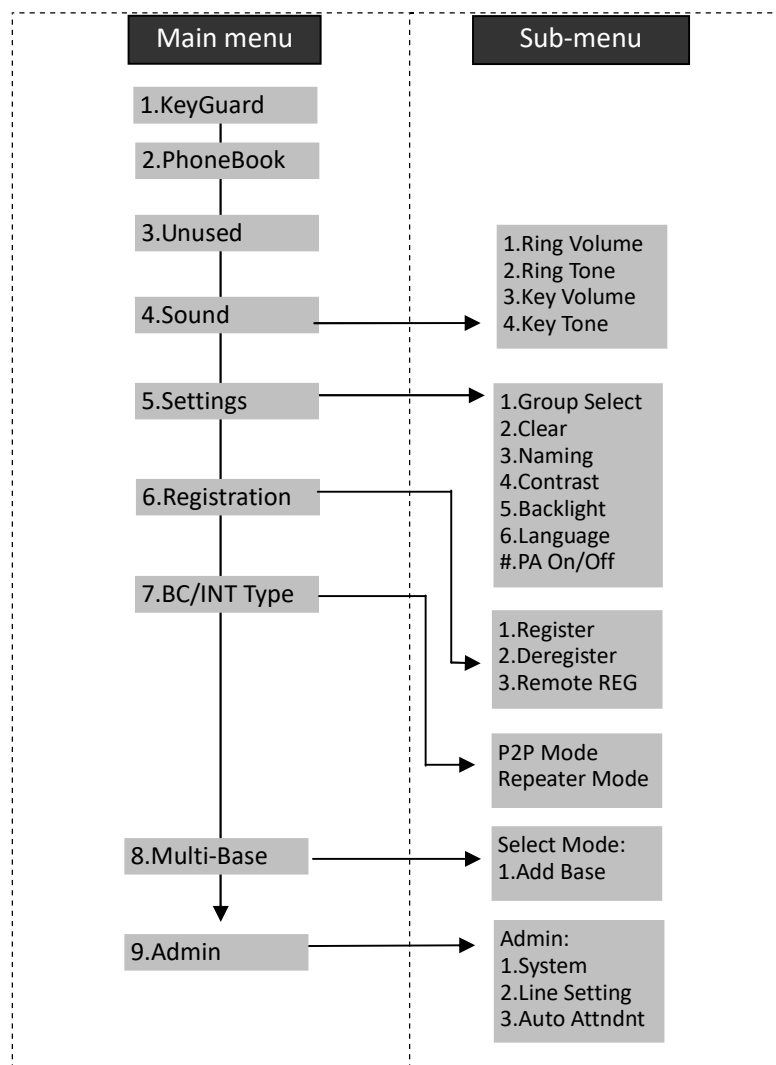 Main menu
1.KeyGuard
2.PhoneBook
3.Unused
4.Sound
5.Settings
6.Registration
7.BC/INT Type
8.Multi-Base
9.Admin
Sub-menu
1.Ring Volume
2.Ring Tone
3.Key Volume
4.Key Tone
1.Group Select
2.Clear
3.Naming
4.Contrast
5.Backlight
6.Language
#.PA On/Off
1.Register
2.Deregister
3.Remote REG
P2P Mode
Repeater Mode
Select Mode:
1.Add Base
Admin:
1.System
2.Line Setting
3.Auto Attndnt